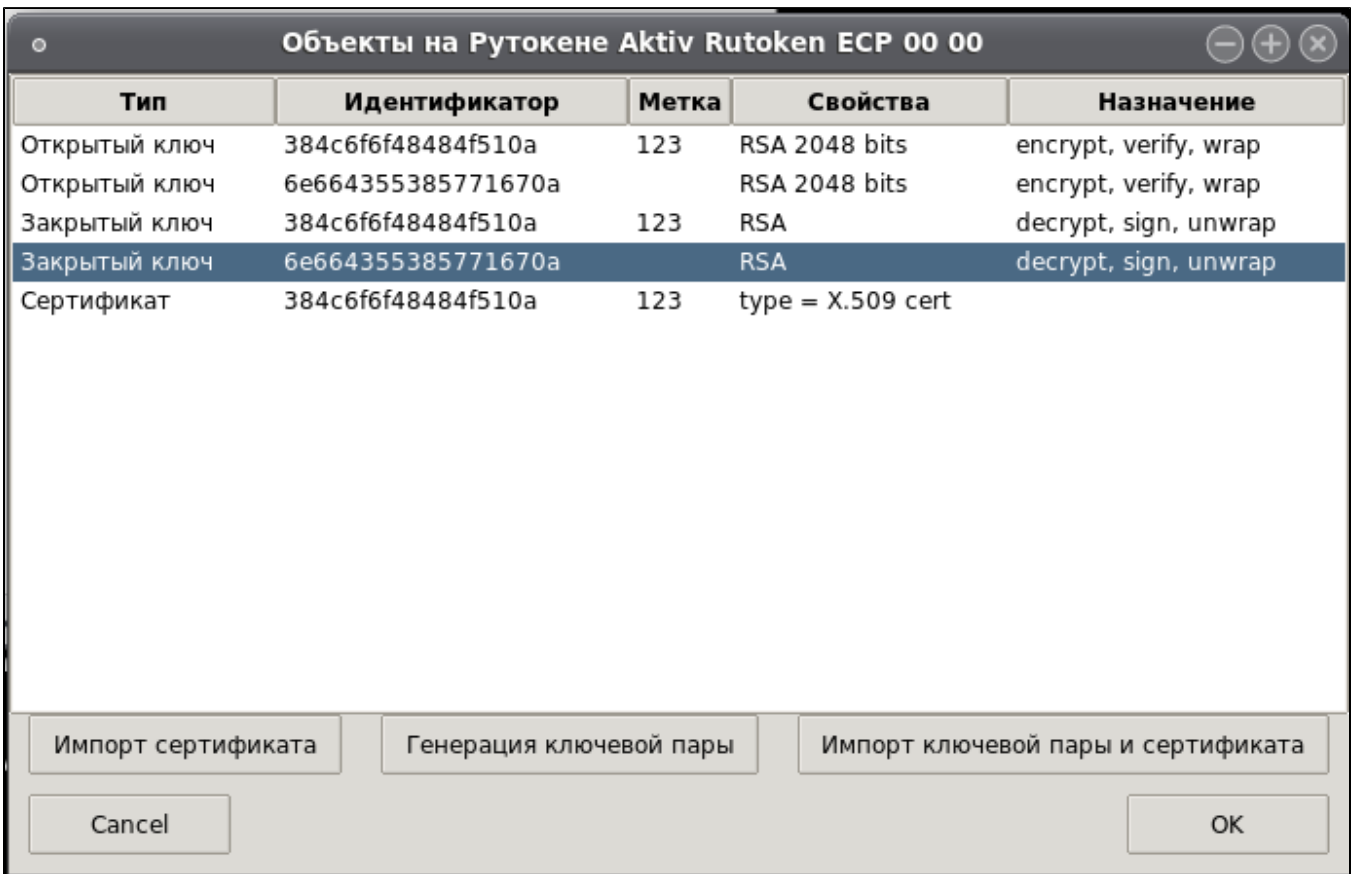 Объекты на Рутокене Aktiv Rutoken ECP 00 00
Тип Идентификатор Метка Свойства Назначение
Открытый ключ 384c6f6f48484f510a 123 RSA 2048 bits encrypt, verify, wrap
Открытый ключ 6e664355385771670a RSA 2048 bits encrypt, verify, wrap
Закрытый ключ 384c6f6f48484f510a 123 RSA decrypt, sign, unwrap
Закрытый ключ 6e664355385771670a RSA decrypt, sign, unwrap
Сертификат 384c6f6f48484f510a 123 type = X.509 cert
Импорт сертификата Генерация ключевой пары Импорт ключевой пары и сертификата
Cancel OK